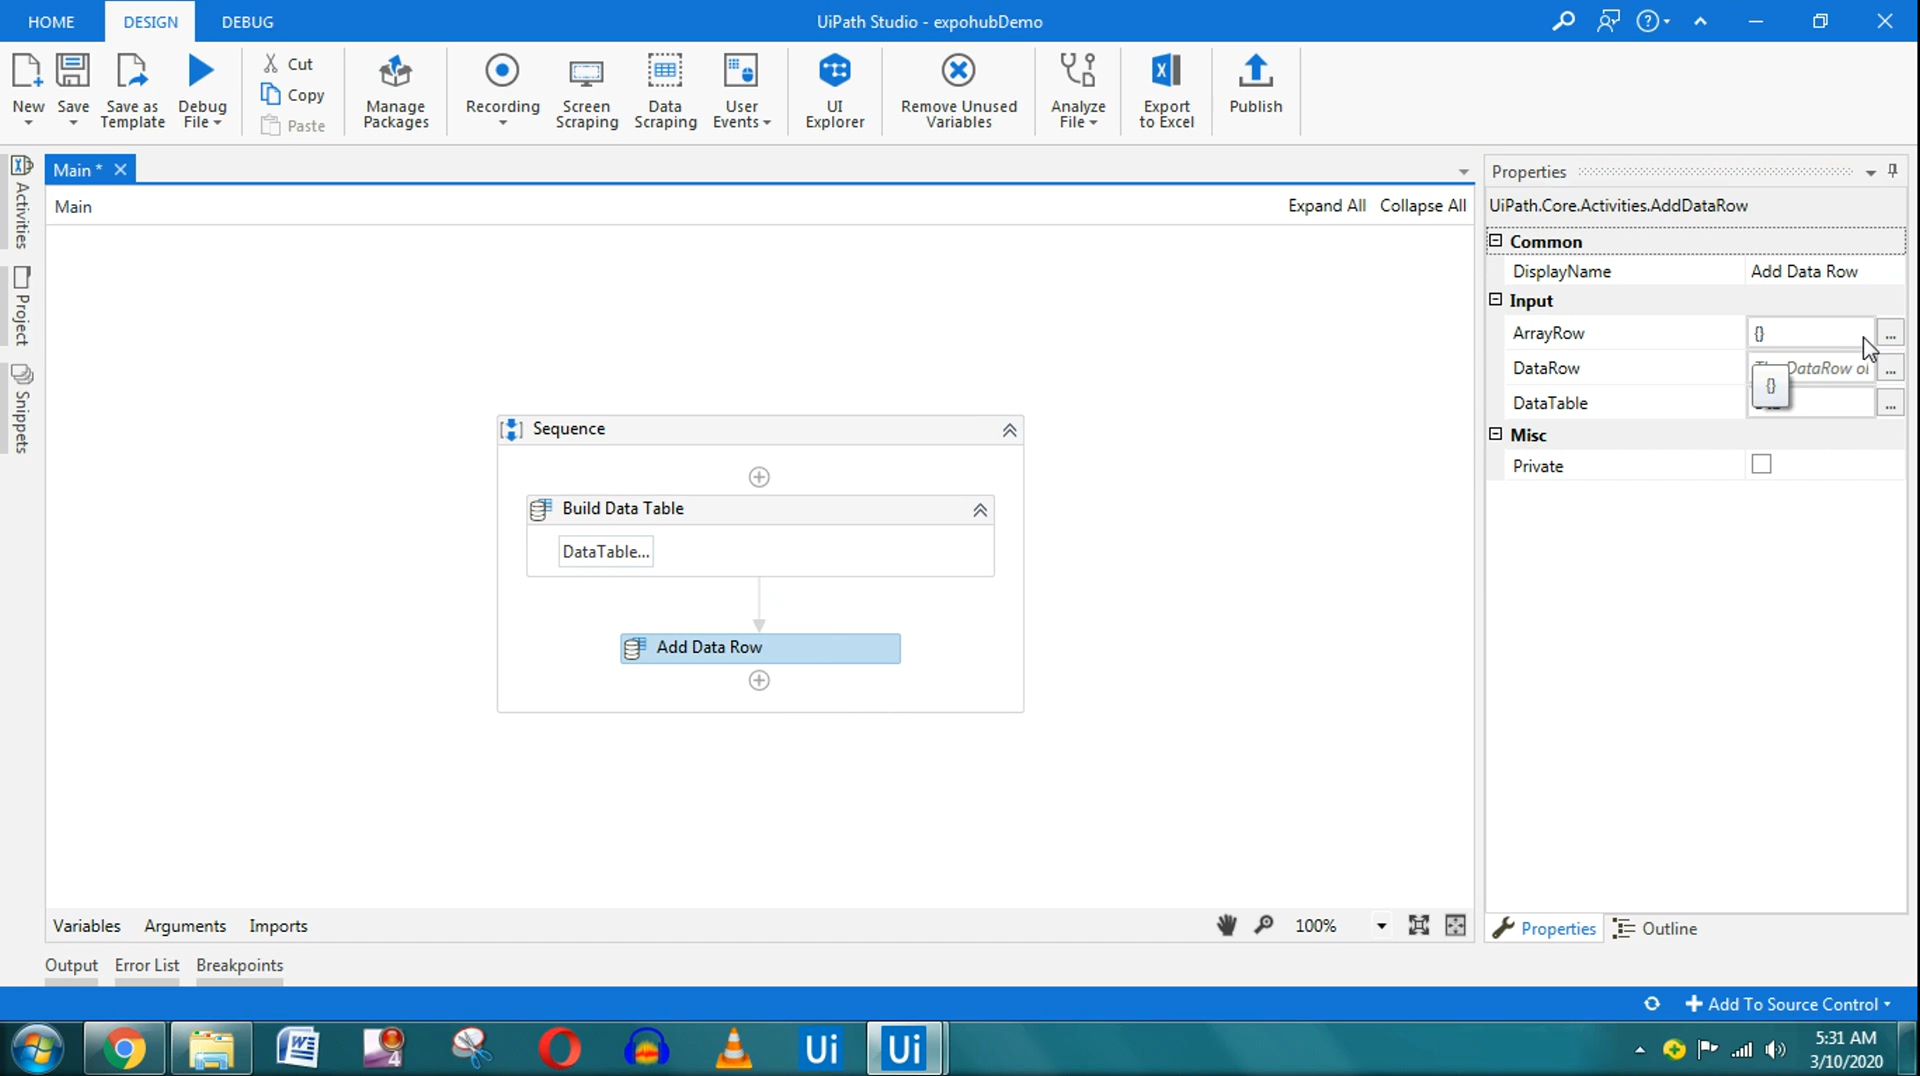 HOME DESIGN DEBUG UiPath Studio - expohubDemo
New Save Save as Template Debug File Cut Copy Paste Manage Packages Recording Screen Scraping Data Scraping User Events UI Explorer Remove Unused Variables Analyze File Export to Excel Publish
Main *
Main Expand All Collapse All
Activities
Project
Snippets
Sequence
Build Data Table
DataTable...
Add Data Row
Properties
UiPath.Core.Activities.AddDataRow
Common
DisplayName Add Data Row
Input
ArrayRow {} ...
DataRow DataRow ol ...
{}
DataTable ...
Misc
Private
Variables Arguments Imports 100%
Properties Outline
Output Error List Breakpoints
Add To Source Control
Ui Ui
5:31 AM
3/10/2020